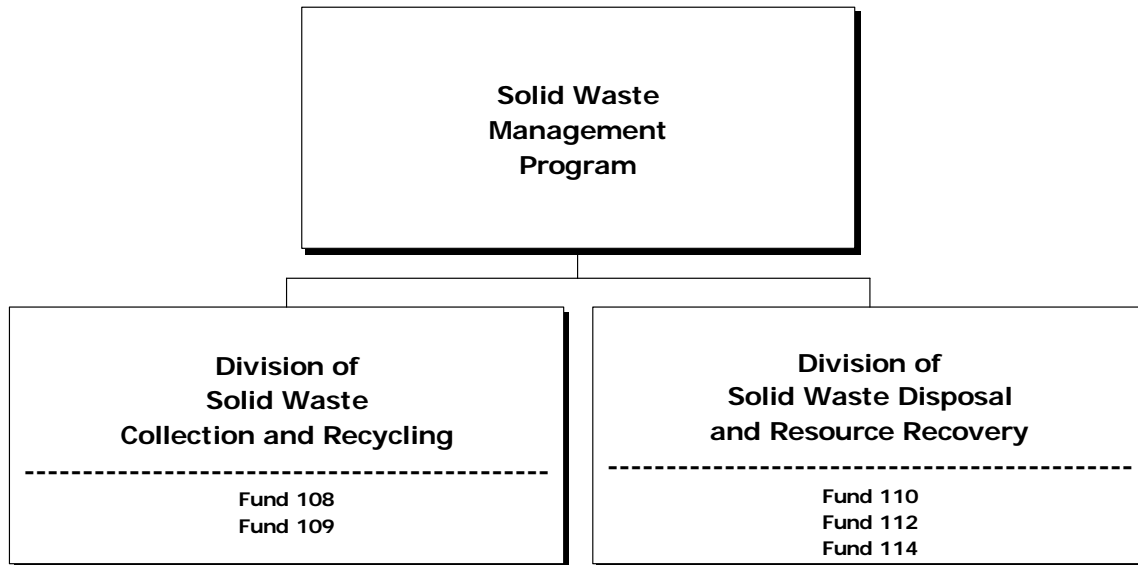 Solid Waste
Management
Program
Division of
Solid Waste
Collection and Recycling
Fund 108
Fund 109
Division of
Solid Waste Disposal
and Resource Recovery
Fund 110
Fund 112
Fund 114